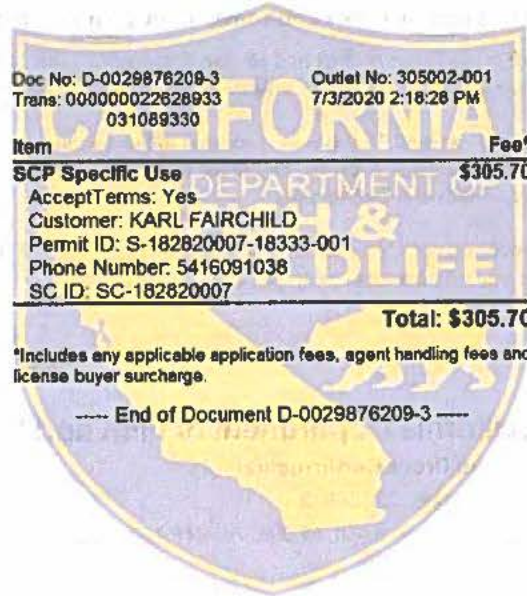 Doc No: D-0029876209-3 Outlet No: 305002-001
Trans: 000000022628933 7/3/2020 2:18:28 PM
031089330
Item Fee*
SCP Specific Use $305.70
AcceptTerms: Yes
Customer: KARL FAIRCHILD
Permit ID: S-182820007-18333-001
Phone Number: 5416091038
SC ID: SC-182820007
Total: $305.70
*Includes any applicable application fees, agent handling fees and
license buyer surcharge.
----- End of Document D-0029876209-3 -----
CALIFORNIA
DEPARTMENT OF
FISH &
WILDLIFE